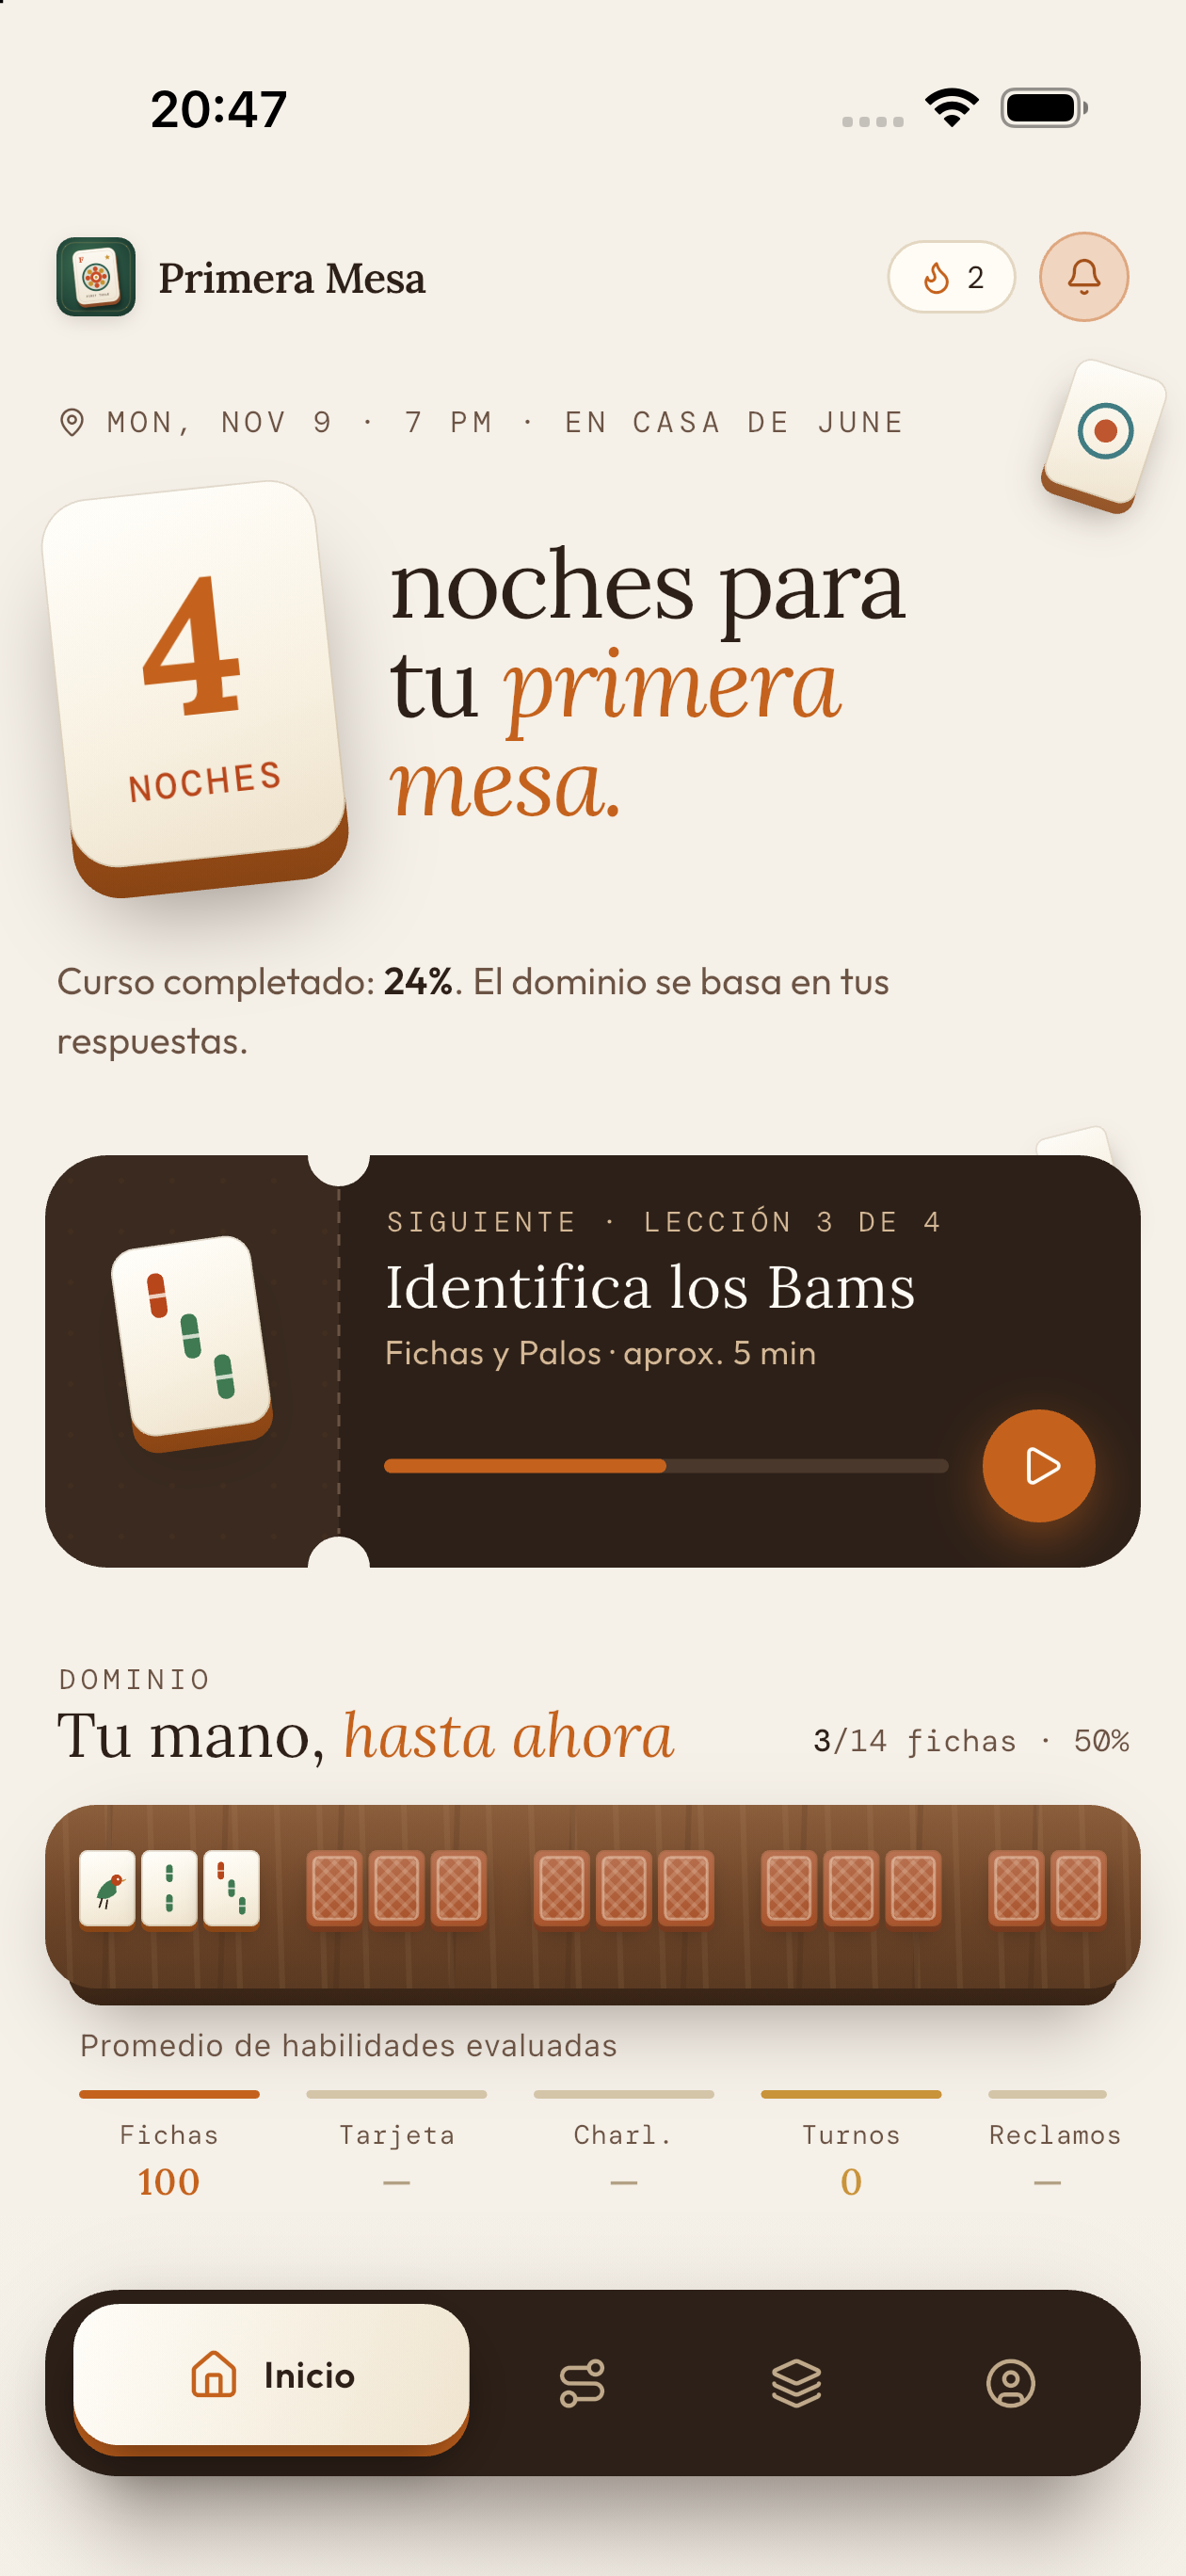 20:47
Primera Mesa
2
MON, NOV 9 · 7 PM · EN CASA DE JUNE
4
NOCHES
noches para
tu primera
mesa.
Curso completado: 24%. El dominio se basa en tus
respuestas.
SIGUIENTE · LECCIÓN 3 DE 4
Identifica los Bams
Fichas y Palos · aprox. 5 min
DOMINIO
Tu mano, hasta ahora
3/14 fichas · 50%
Promedio de habilidades evaluadas
Fichas Tarjeta Charl. Turnos Reclamos
100 — — 0 —
Inicio